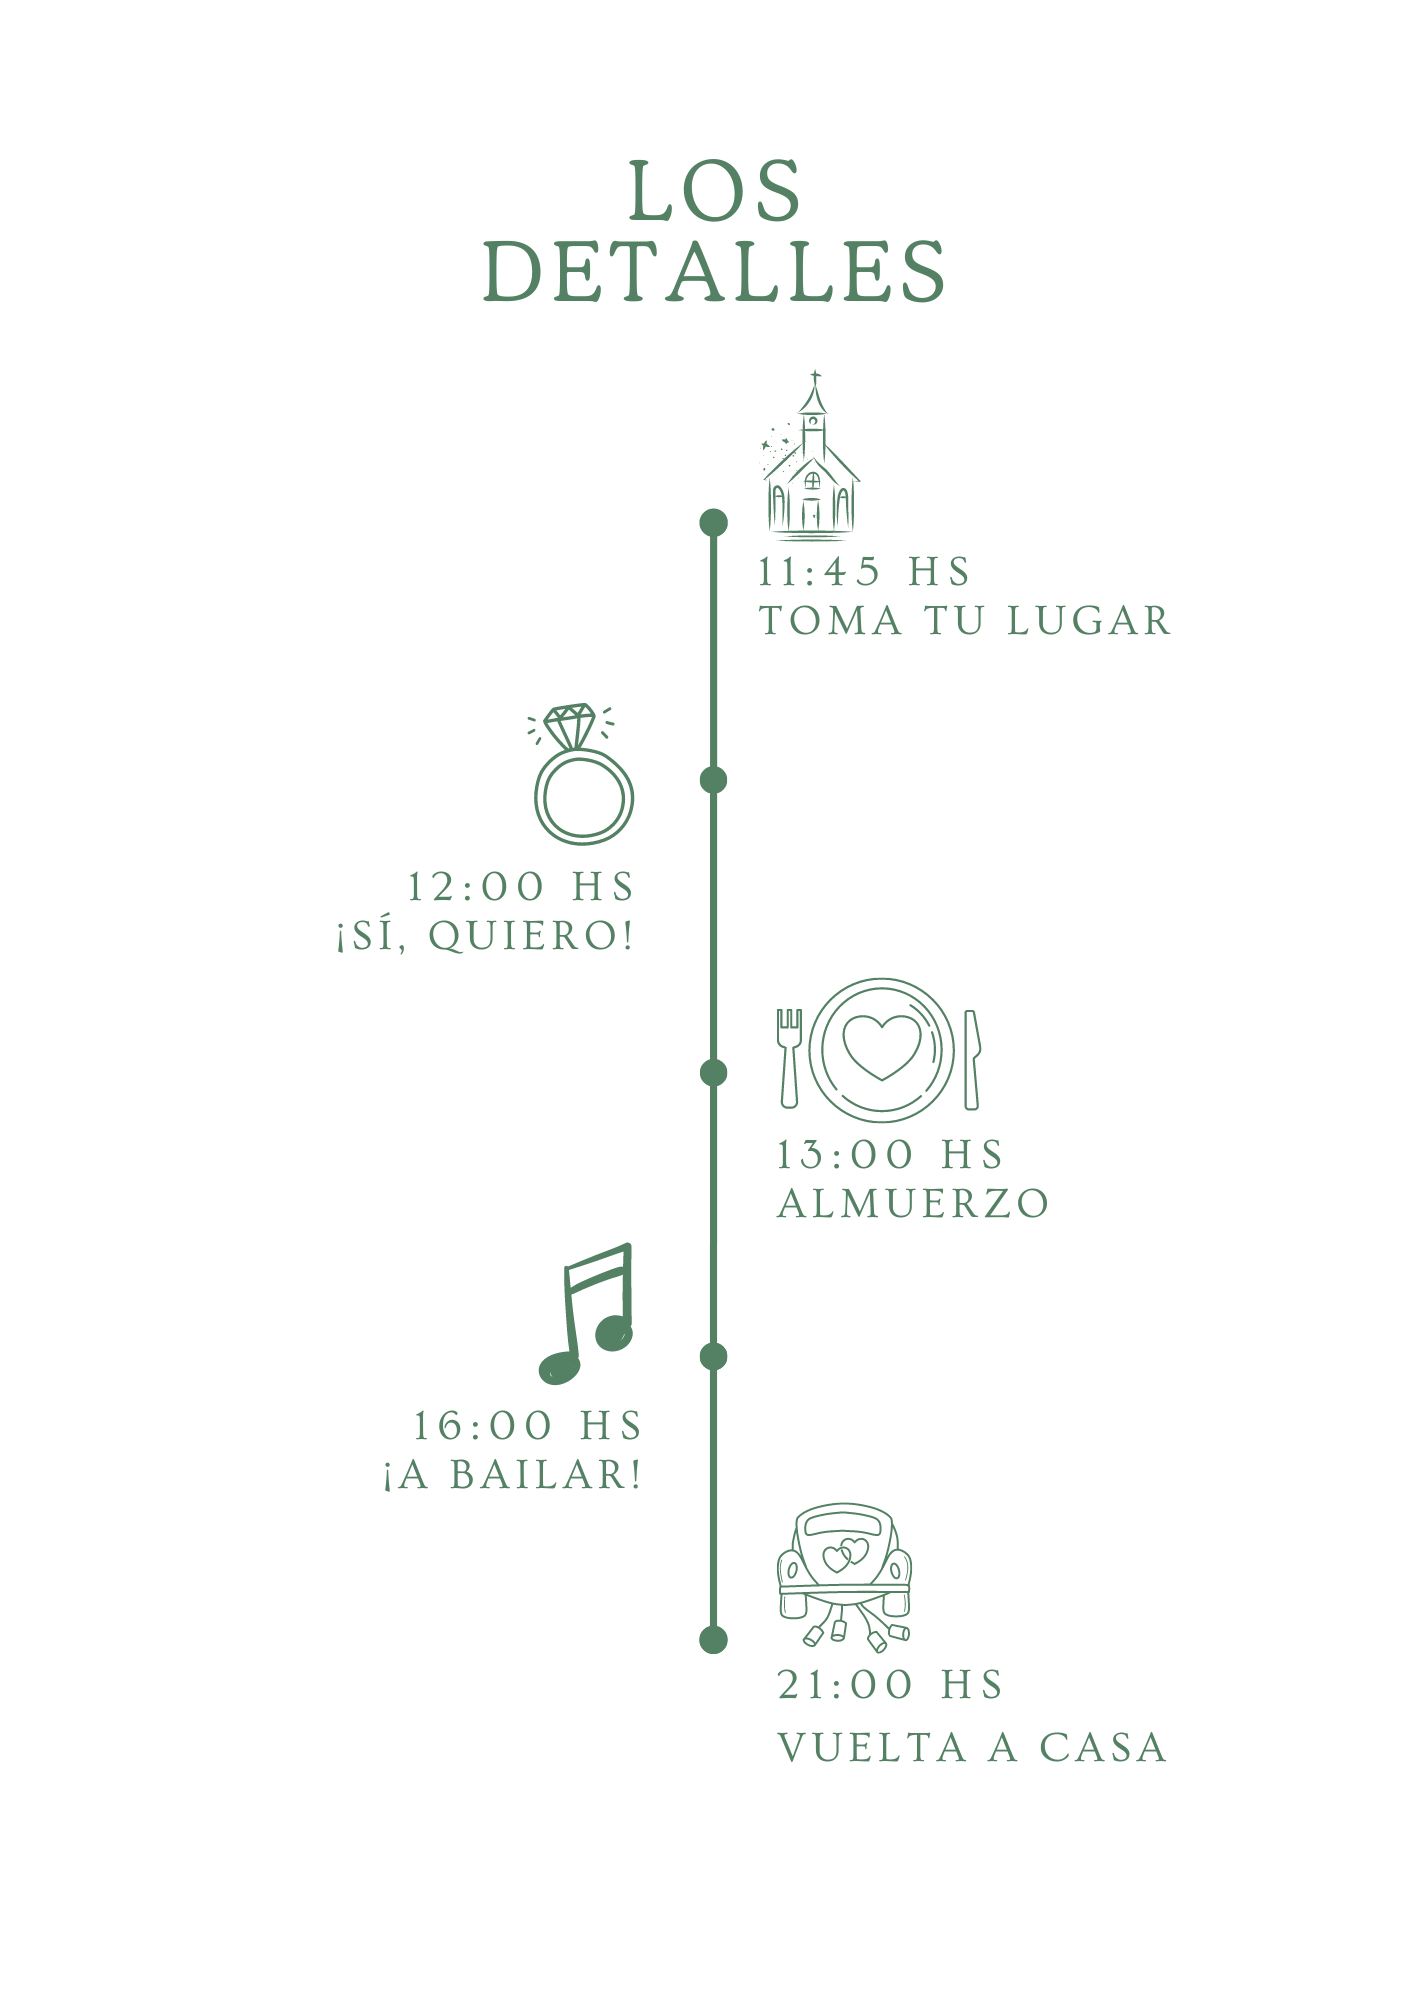 LOS
DETALLES
11:45 HS
TOMA TU LUGAR
12:00 HS
¡SÍ, QUIERO!
13:00 HS
ALMUERZO
16:00 HS
¡A BAILAR!
21:00 HS
VUELTA A CASA